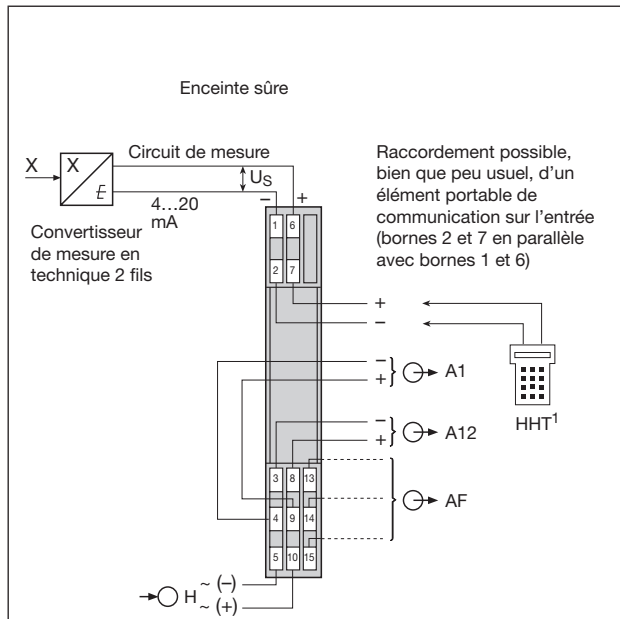 Enceinte sûre
Circuit de mesure
X
X
E
US
4…20
mA
–
+
Convertisseur
de mesure en
technique 2 fils
Raccordement possible,
bien que peu usuel, d'un
élément portable de
communication sur l'entrée
(bornes 2 et 7 en parallèle
avec bornes 1 et 6)
1 6
2 7
+
–
HHT1
–
+ A1
–
+ A12
3 8 13
4 9 14
5 10 15
AF
H ~ (–)
~ (+)